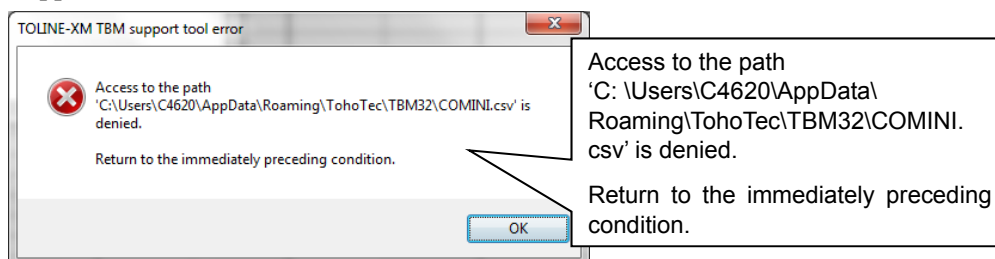 TOLINE-XM TBM support tool error
Access to the path
'C:\Users\C4620\AppData\Roaming\TohoTec\TBM32\COMINI.csv' is
denied.
Return to the immediately preceding condition.
OK
Access to the path
‘C: \Users\C4620\AppData\
Roaming\TohoTec\TBM32\COMINI.
csv’ is denied.
Return to the immediately preceding
condition.